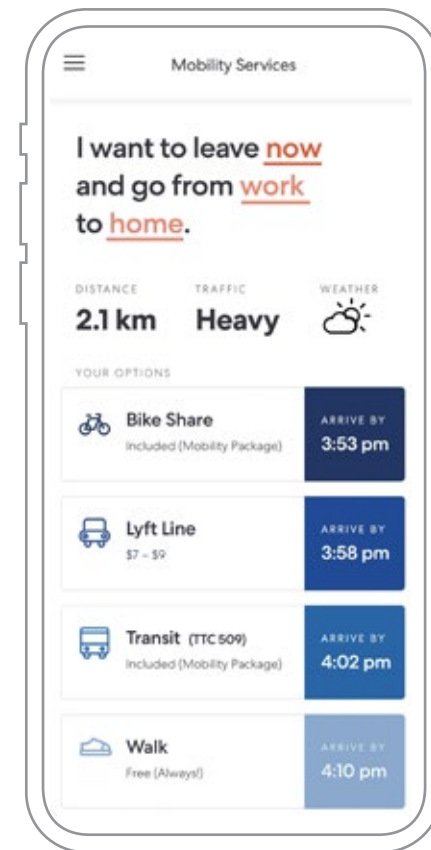 Mobility Services
I want to leave now
and go from work
to home.
DISTANCE TRAFFIC WEATHER
2.1 km Heavy
YOUR OPTIONS
Bike Share
Included (Mobility Package)
ARRIVE BY
3:53 pm
Lyft Line
$7 – $9
ARRIVE BY
3:58 pm
Transit (TTC 509)
Included (Mobility Package)
ARRIVE BY
4:02 pm
Walk
Free (Always!)
ARRIVE BY
4:10 pm